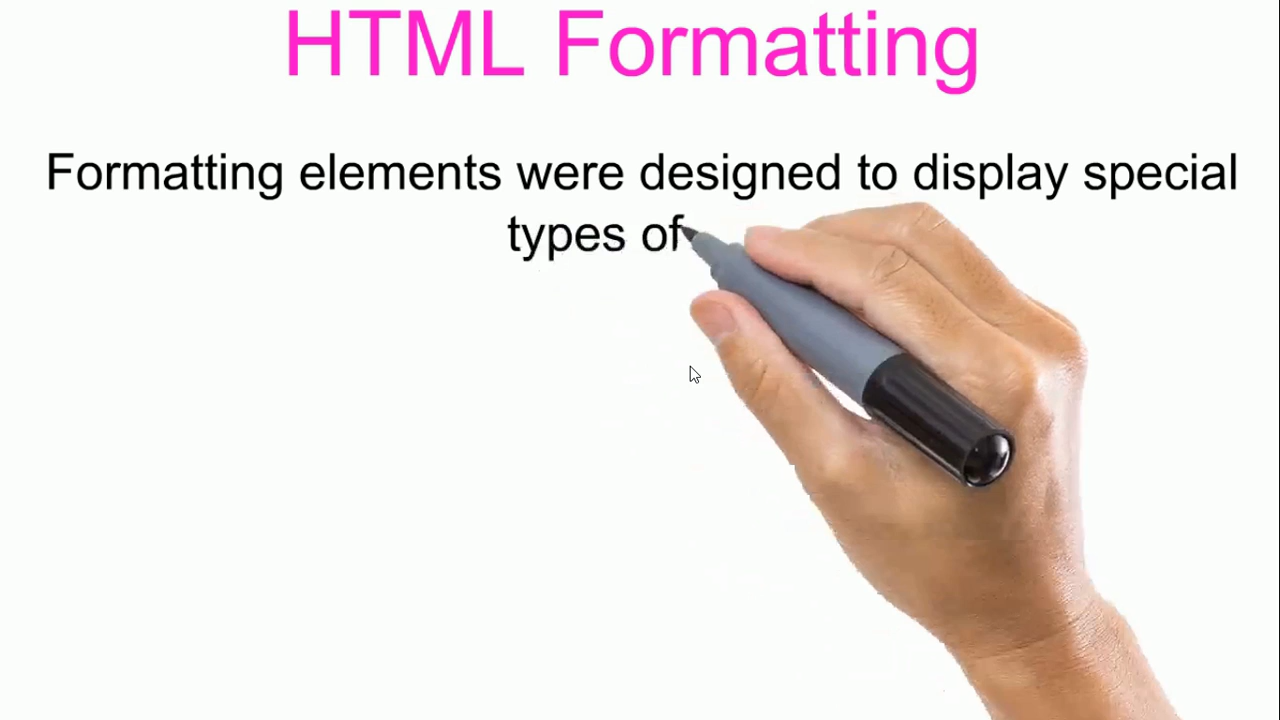 HTML Formatting
Formatting elements were designed to display special
types of